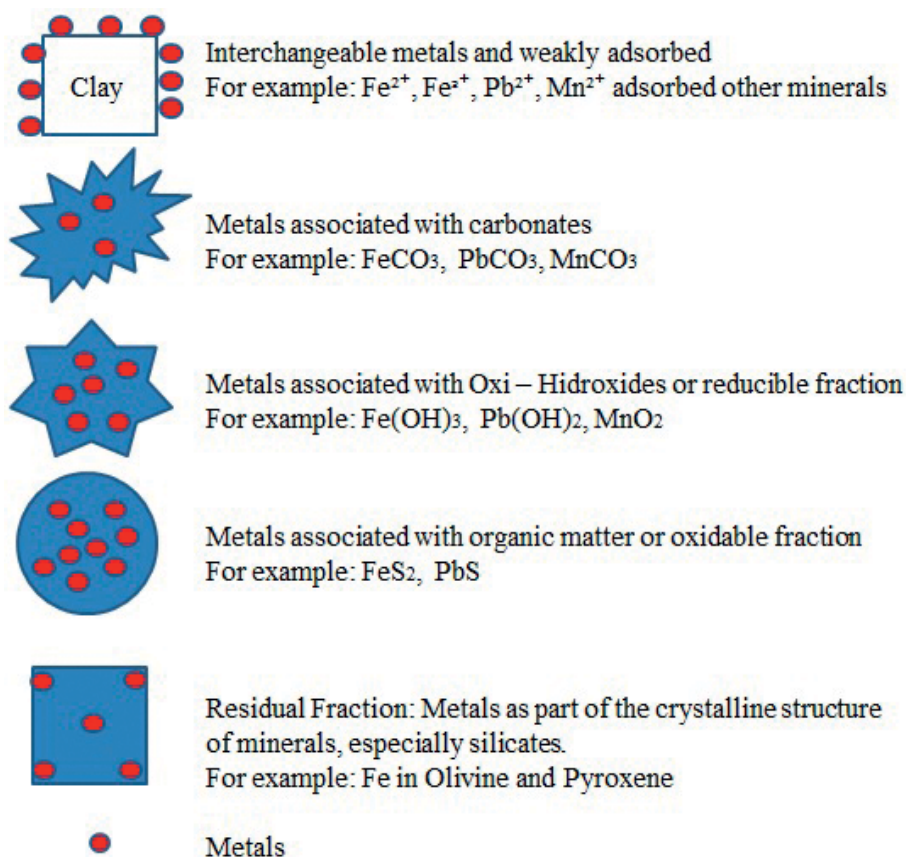 Clay
Interchangeable metals and weakly adsorbed
For example: Fe²⁺, Fe²⁺, Pb²⁺, Mn²⁺ adsorbed other minerals
Metals associated with carbonates
For example: FeCO₃, PbCO₃, MnCO₃
Metals associated with Oxi – Hidroxides or reducible fraction
For example: Fe(OH)₃, Pb(OH)₂, MnO₂
Metals associated with organic matter or oxidable fraction
For example: FeS₂, PbS
Residual Fraction: Metals as part of the crystalline structure
of minerals, especially silicates.
For example: Fe in Olivine and Pyroxene
Metals